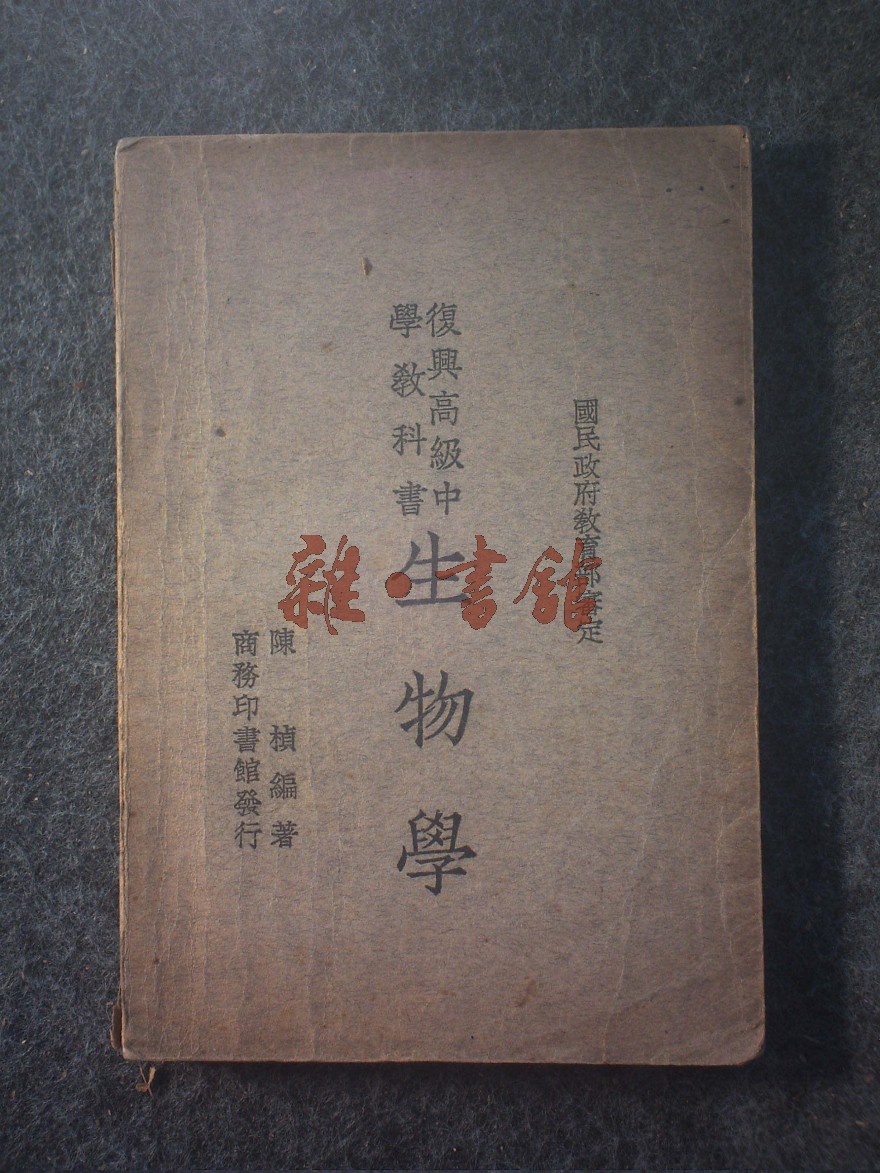 國民政府教育部審定
復興高級中
學教科書
生物學
陳楨編著
商務印書館發行
雜·書館